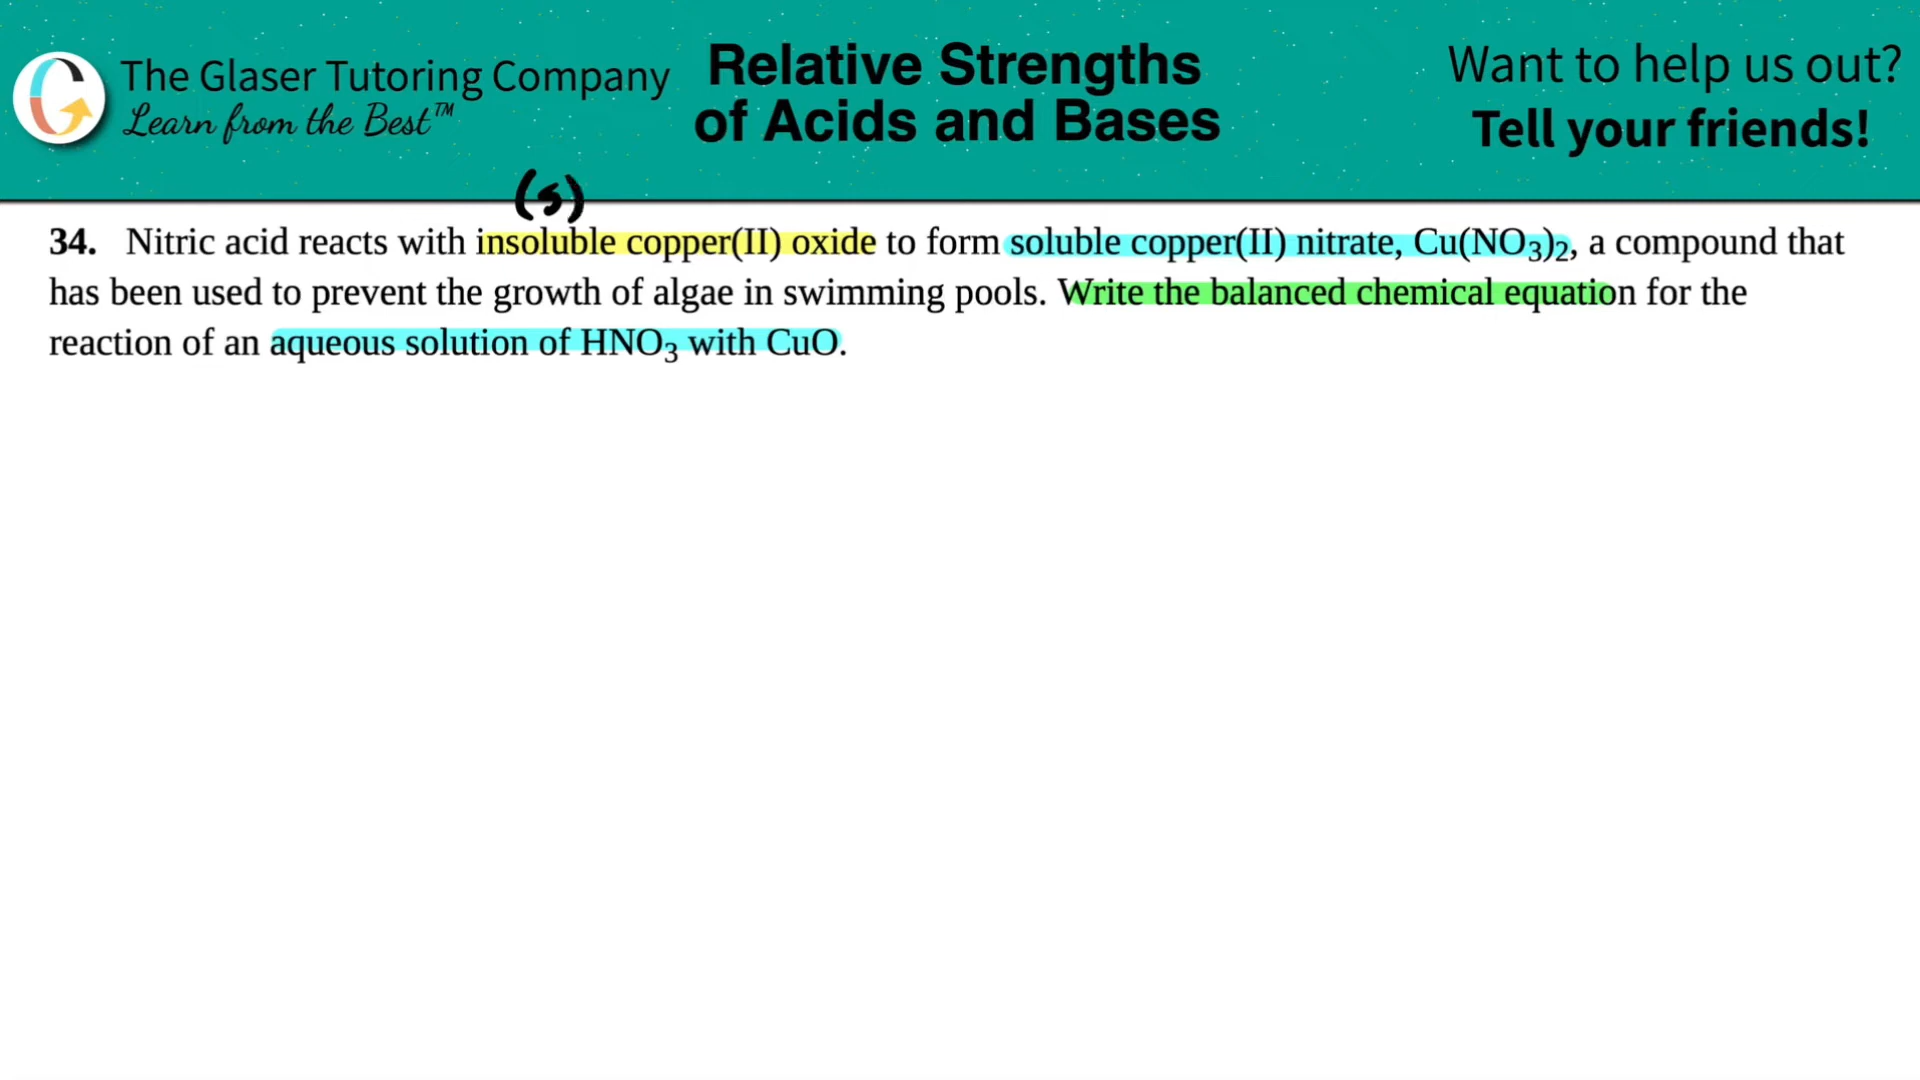 The Glaser Tutoring Company
Learn from the Best™
Relative Strengths
of Acids and Bases
Want to help us out?
Tell your friends!
(s)
34. Nitric acid reacts with insoluble copper(II) oxide to form soluble copper(II) nitrate, Cu(NO₃)₂, a compound that
has been used to prevent the growth of algae in swimming pools. Write the balanced chemical equation for the
reaction of an aqueous solution of HNO₃ with CuO.